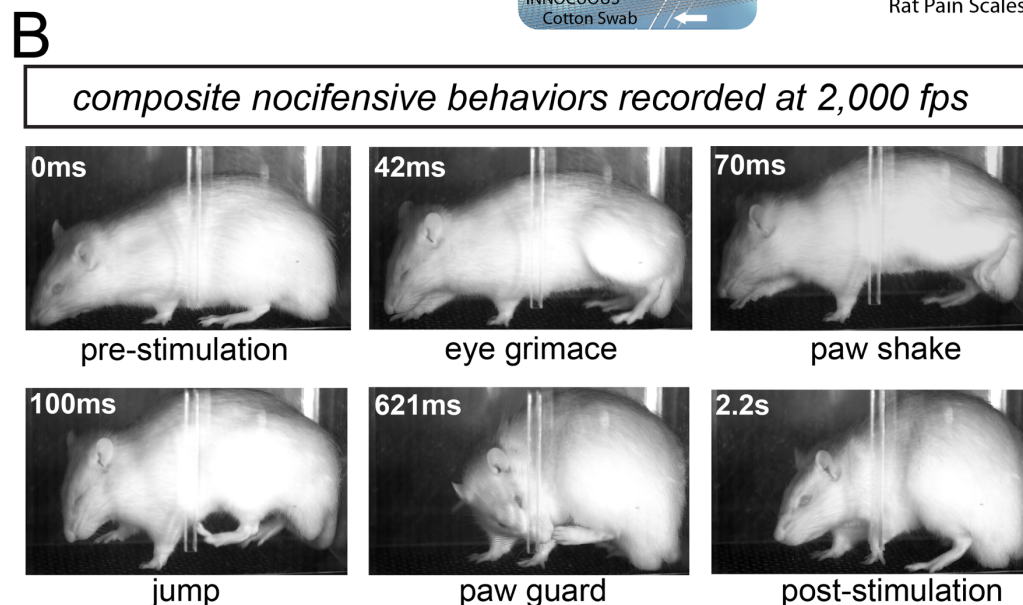 INNOCUOUS
Cotton Swab
Rat Pain Scales
B
composite nocifensive behaviors recorded at 2,000 fps
0ms
42ms
70ms
pre-stimulation
eye grimace
paw shake
100ms
621ms
2.2s
jump
paw guard
post-stimulation